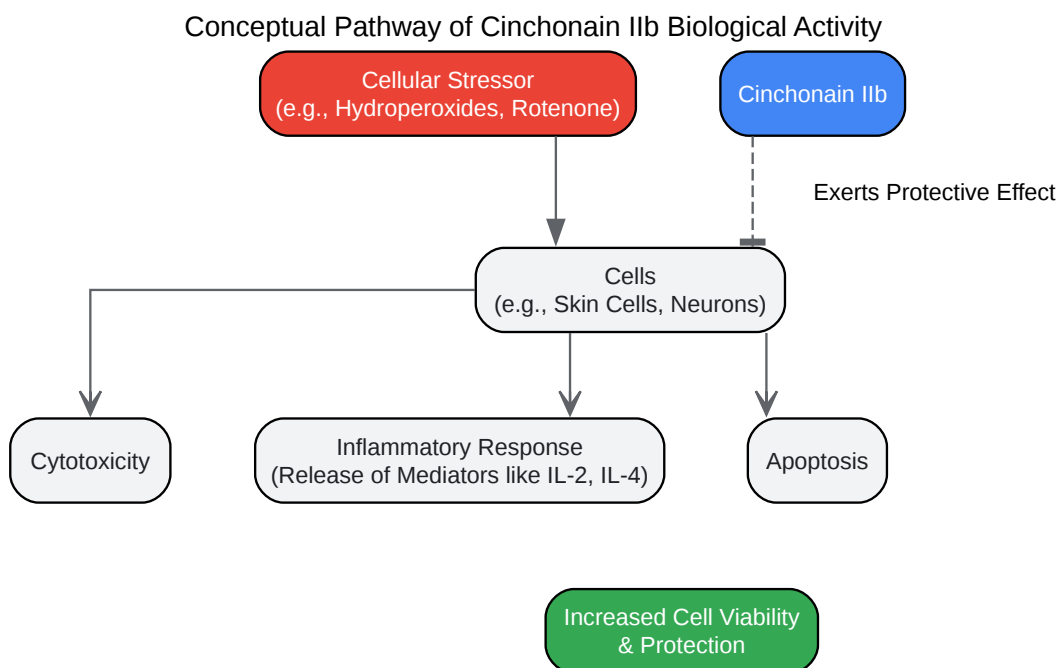 Conceptual Pathway of Cinchonain IIb Biological Activity
Cellular Stressor
(e.g., Hydroperoxides, Rotenone)
Cinchonain IIb
Exerts Protective Effect
Cells
(e.g., Skin Cells, Neurons)
Cytotoxicity
Inflammatory Response
(Release of Mediators like IL-2, IL-4)
Apoptosis
Increased Cell Viability
& Protection